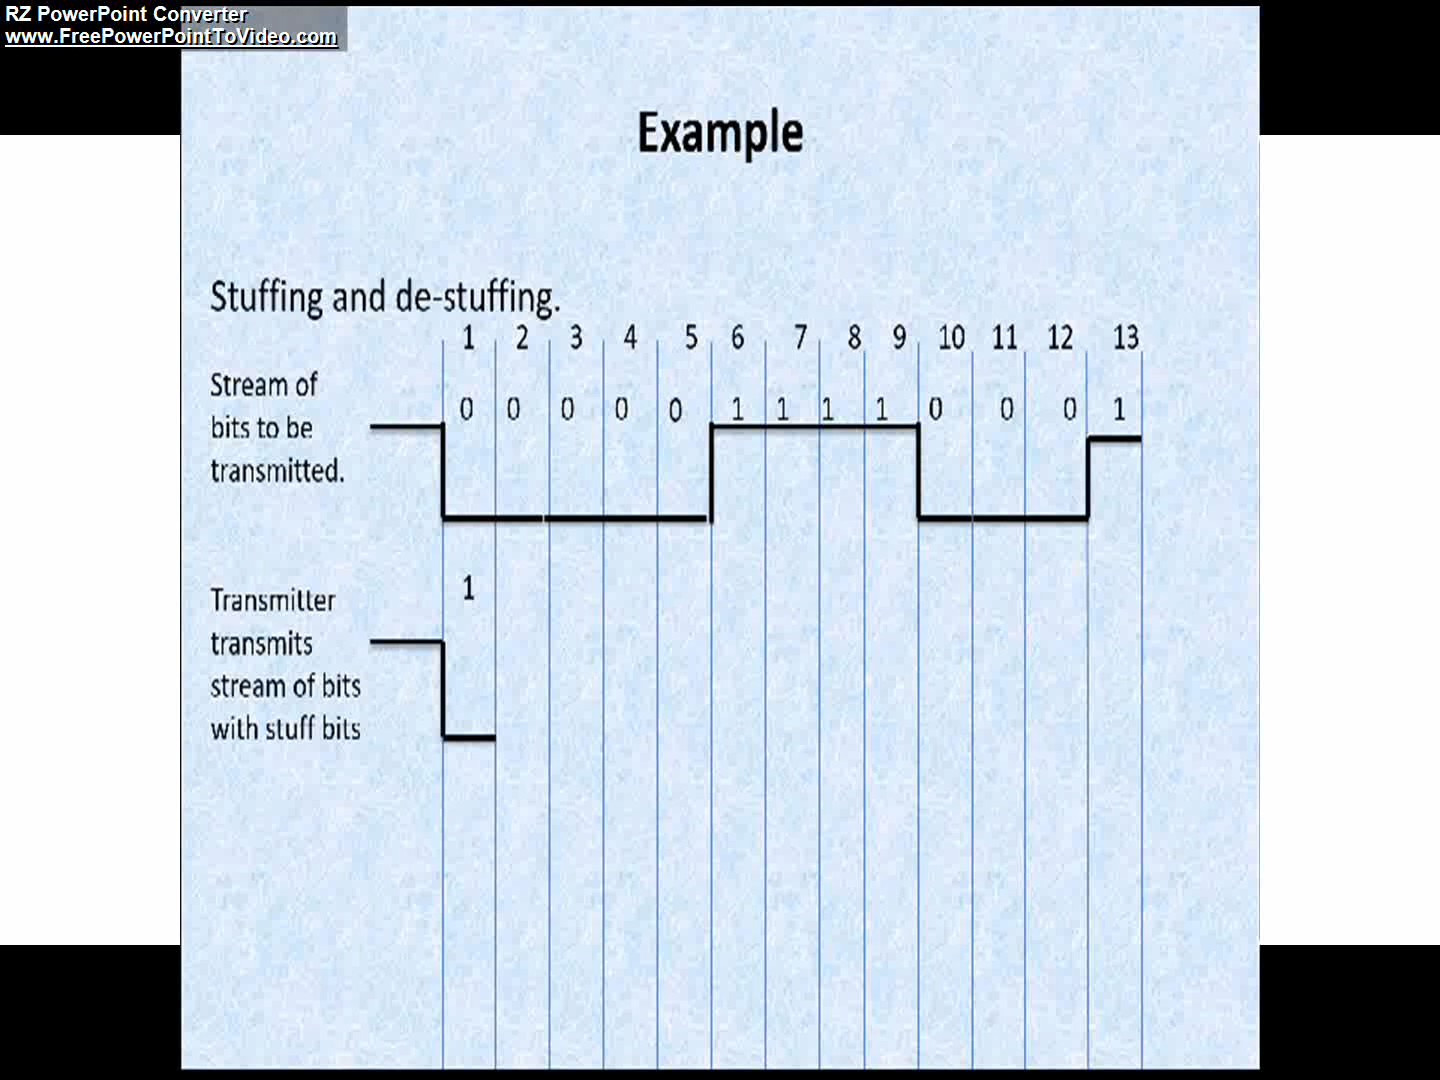 RZ PowerPoint Converter
www.FreePowerPointToVideo.com
Example
Stuffing and de-stuffing.
1 2 3 4 5 6 7 8 9 10 11 12 13
Stream of
bits to be
transmitted.
0 0 0 0 0 1 1 1 1 0 0 0 1
1
Transmitter
transmits
stream of bits
with stuff bits